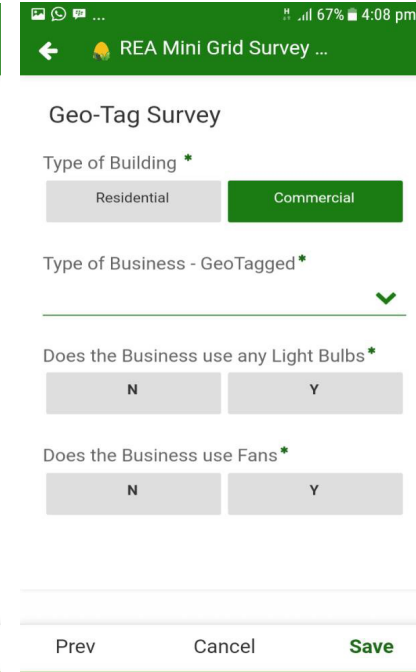 ... H .ıl 67% 4:08 pm
REA Mini Grid Survey ...
Geo-Tag Survey
Type of Building *
Residential Commercial
Type of Business - GeoTagged*
Does the Business use any Light Bulbs*
N Y
Does the Business use Fans*
N Y
Prev Cancel Save